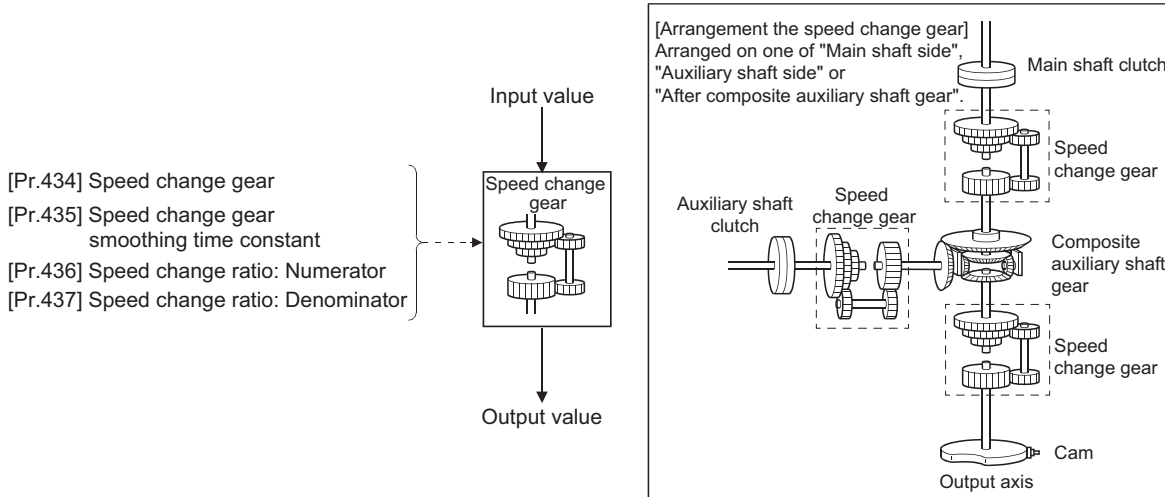 Input value
[Pr.434] Speed change gear
[Pr.435] Speed change gear
smoothing time constant
[Pr.436] Speed change ratio: Numerator
[Pr.437] Speed change ratio: Denominator
Speed change
gear
Output value
[Arrangement the speed change gear]
Arranged on one of "Main shaft side",
"Auxiliary shaft side" or
"After composite auxiliary shaft gear".
Main shaft clutch
Speed
change gear
Auxiliary shaft
clutch
Speed
change gear
Composite
auxiliary shaft
gear
Speed
change gear
Cam
Output axis